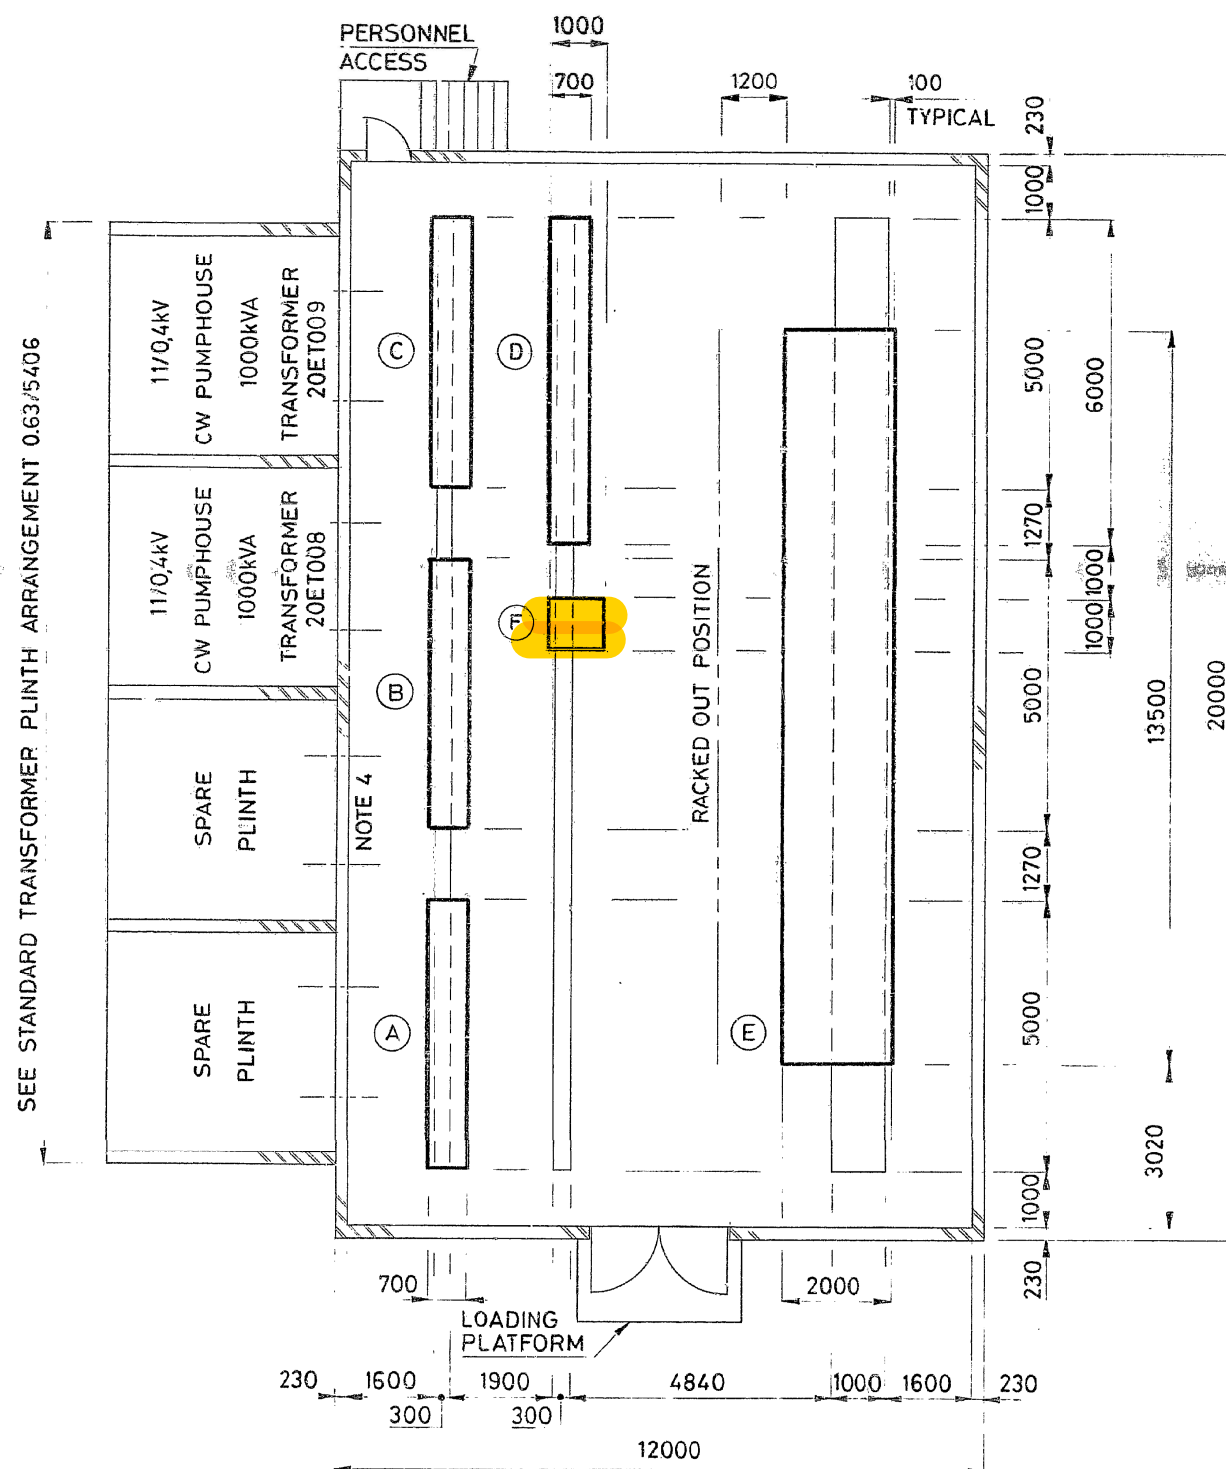 PERSONNEL
ACCESS
1000
700
1200
100
TYPICAL
230
1000
SEE STANDARD TRANSFORMER PLINTH ARRANGEMENT 0.63/5406
11/0,4kV
CW PUMPHOUSE
1000kVA
TRANSFORMER
20ET009
11/0,4kV
CW PUMPHOUSE
1000kVA
TRANSFORMER
20ET008
SPARE
PLINTH
SPARE
PLINTH
NOTE 4
C
D
F
B
A
E
RACKED OUT POSITION
5000
6000
1270
1000
1000
5000
13500
20000
1270
5000
3020
1000
230
700
2000
LOADING
PLATFORM
230
1600
1900
4840
1000
1600
230
300
300
12000